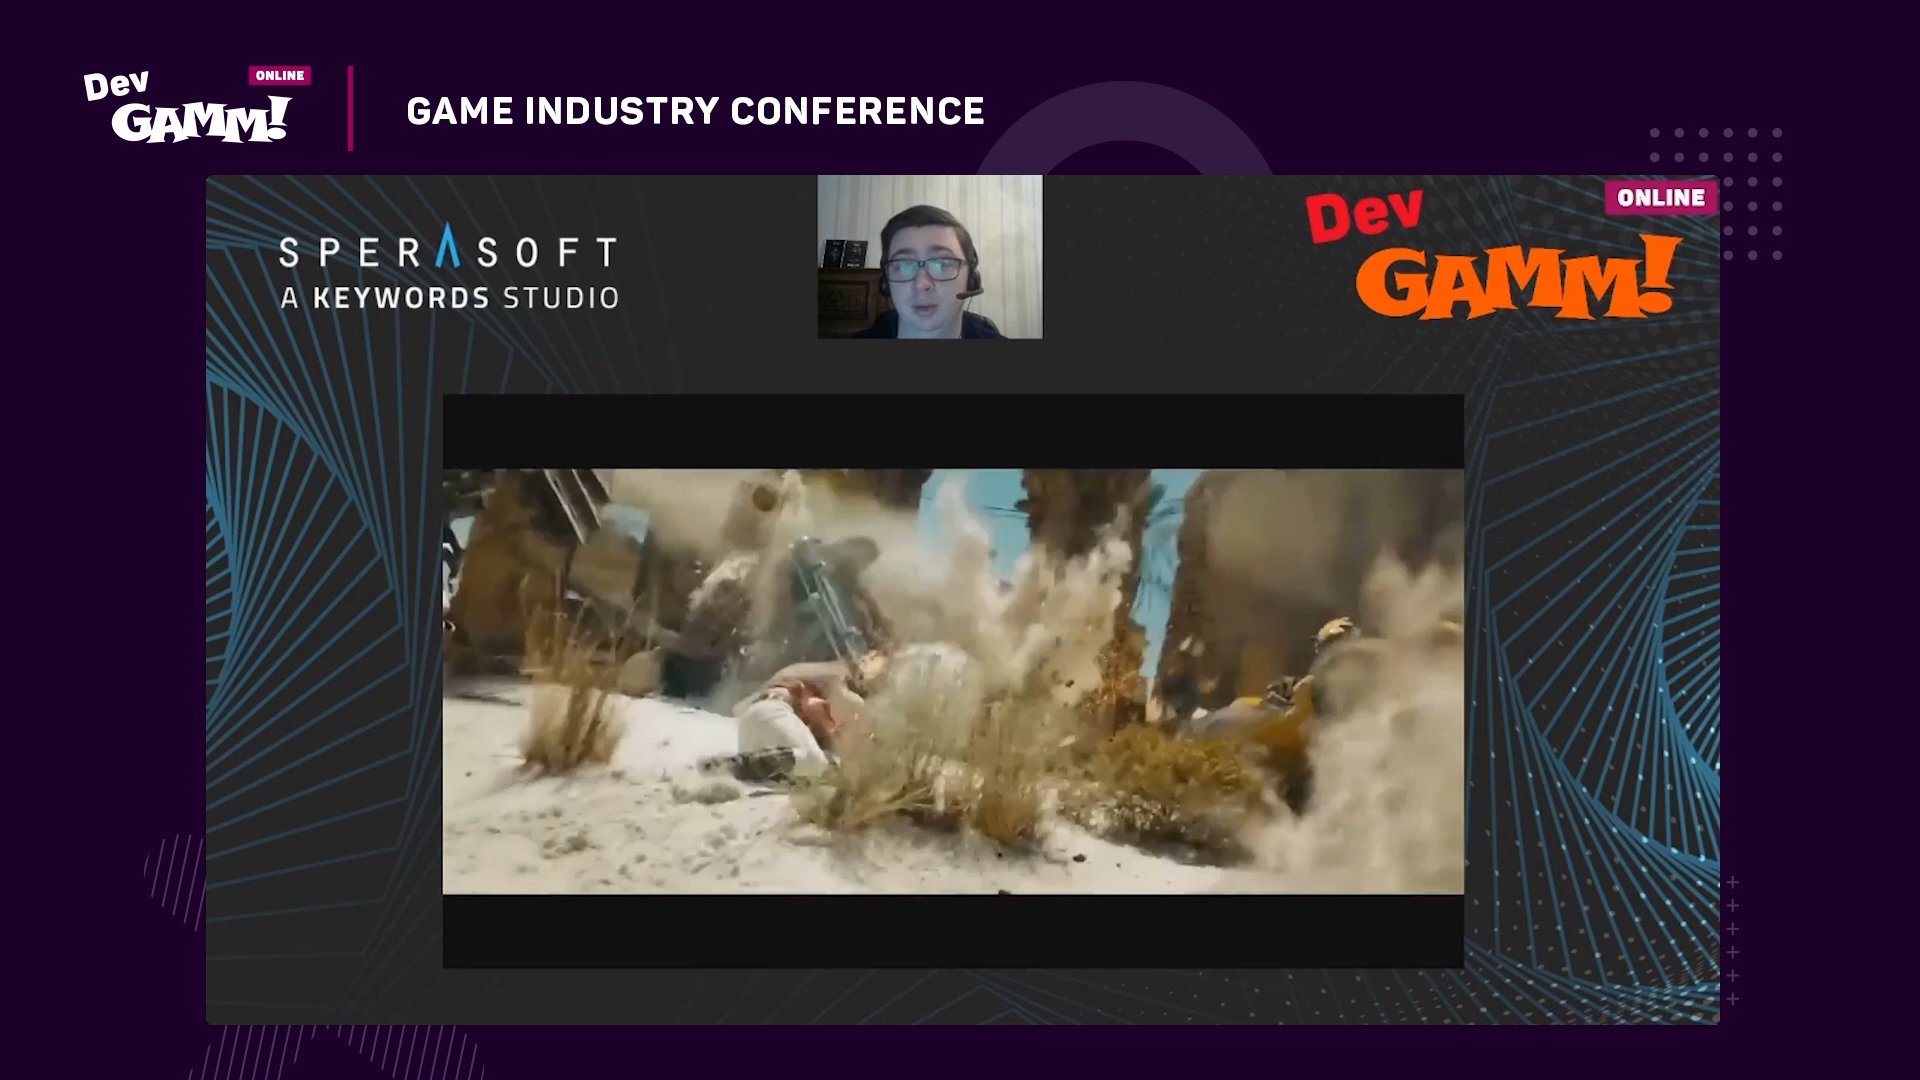 Dev
GAMM!
ONLINE
GAME INDUSTRY CONFERENCE
SPERASOFT
A KEYWORDS STUDIO
Dev
GAMM!
ONLINE